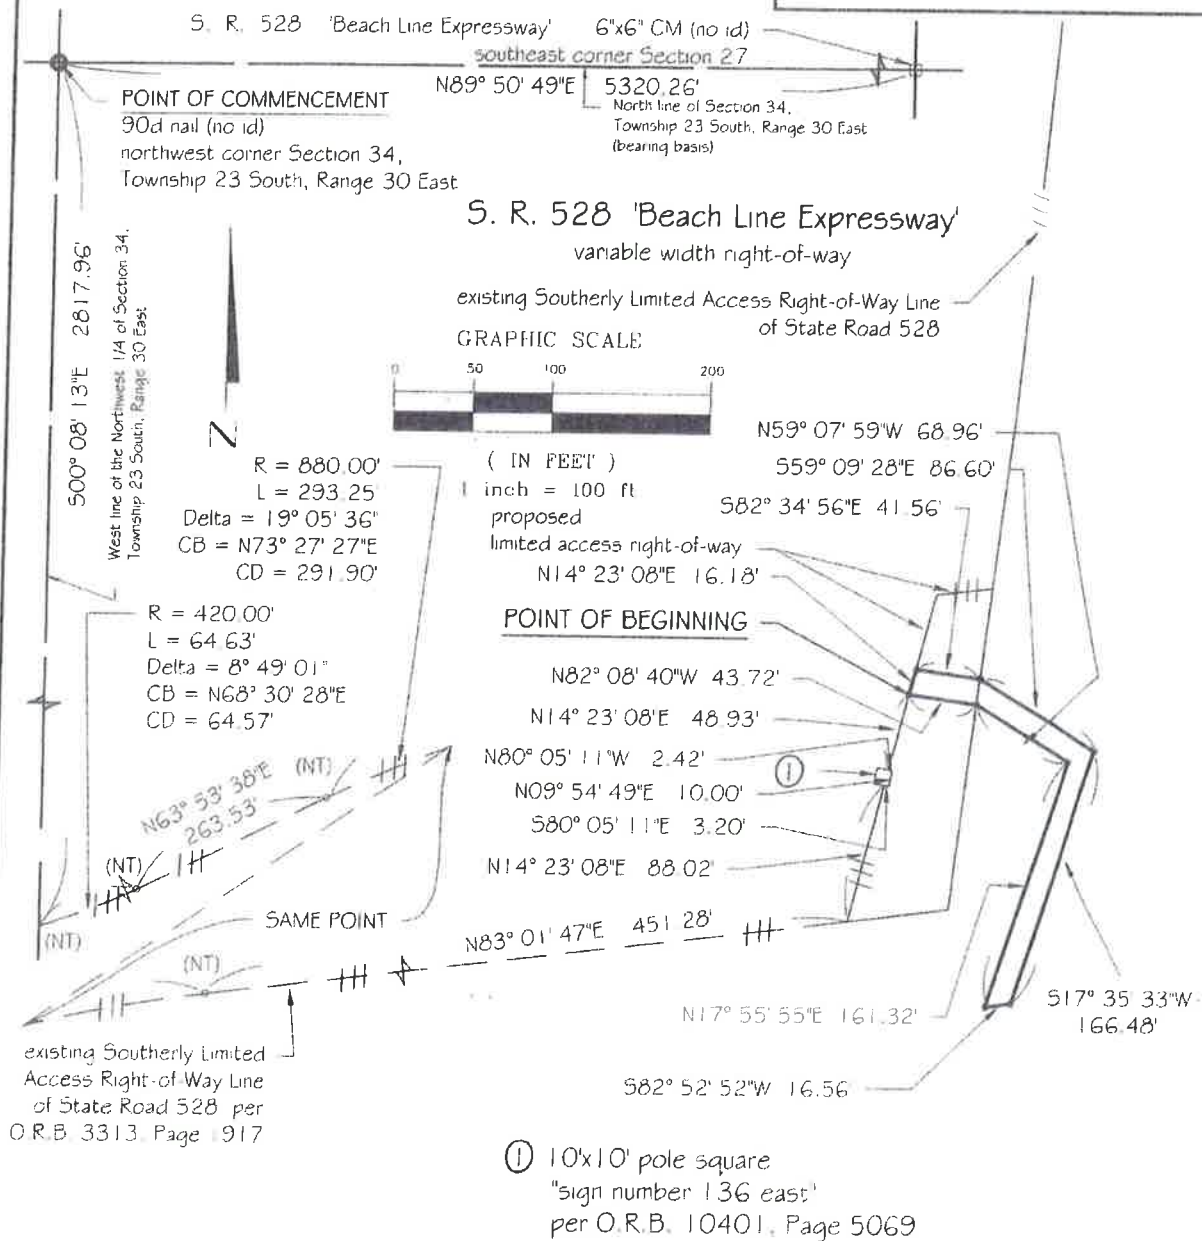 S. R. 528 'Beach Line Expressway'
6"x6" CM (no id)
southeast corner Section 27
N89° 50' 49"E 5320.26'
North line of Section 34,
Township 23 South, Range 30 East
(bearing basis)
POINT OF COMMENCEMENT
90d nail (no id)
northwest corner Section 34,
Township 23 South, Range 30 East
S. R. 528 'Beach Line Expressway'
variable width right-of-way
existing Southerly Limited Access Right-of-Way Line
of State Road 528
S00° 08' 13"E 2817.96'
West line of the Northwest 1/4 of Section 34,
Township 23 South, Range 30 East
GRAPHIC SCALE
0 50 100 200
( IN FEET )
1 inch = 100 ft
N
R = 880.00'
L = 293.25'
Delta = 19° 05' 36"
CB = N73° 27' 27"E
CD = 291.90'
R = 420.00'
L = 64.63'
Delta = 8° 49' 01"
CB = N68° 30' 28"E
CD = 64.57'
N59° 07' 59"W 68.96'
S59° 09' 28"E 86.60'
S82° 34' 56"E 41.56'
proposed
limited access right-of-way
N14° 23' 08"E 16.18'
POINT OF BEGINNING
N82° 08' 40"W 43.72'
N14° 23' 08"E 48.93'
N80° 05' 11"W 2.42'
1
N09° 54' 49"E 10.00'
S80° 05' 11"E 3.20'
N14° 23' 08"E 88.02'
N63° 53' 38"E
263.53'
(NT)
(NT)
(NT)
(NT)
SAME POINT
N83° 01' 47"E 451.28'
N17° 55' 55"E 161.32'
S17° 35' 33"W
166.48'
S82° 52' 52"W 16.56
existing Southerly Limited
Access Right-of-Way Line
of State Road 528 per
O.R.B. 3313, Page 1917
1 10'x10' pole square
"sign number 136 east"
per O.R.B. 10401, Page 5069